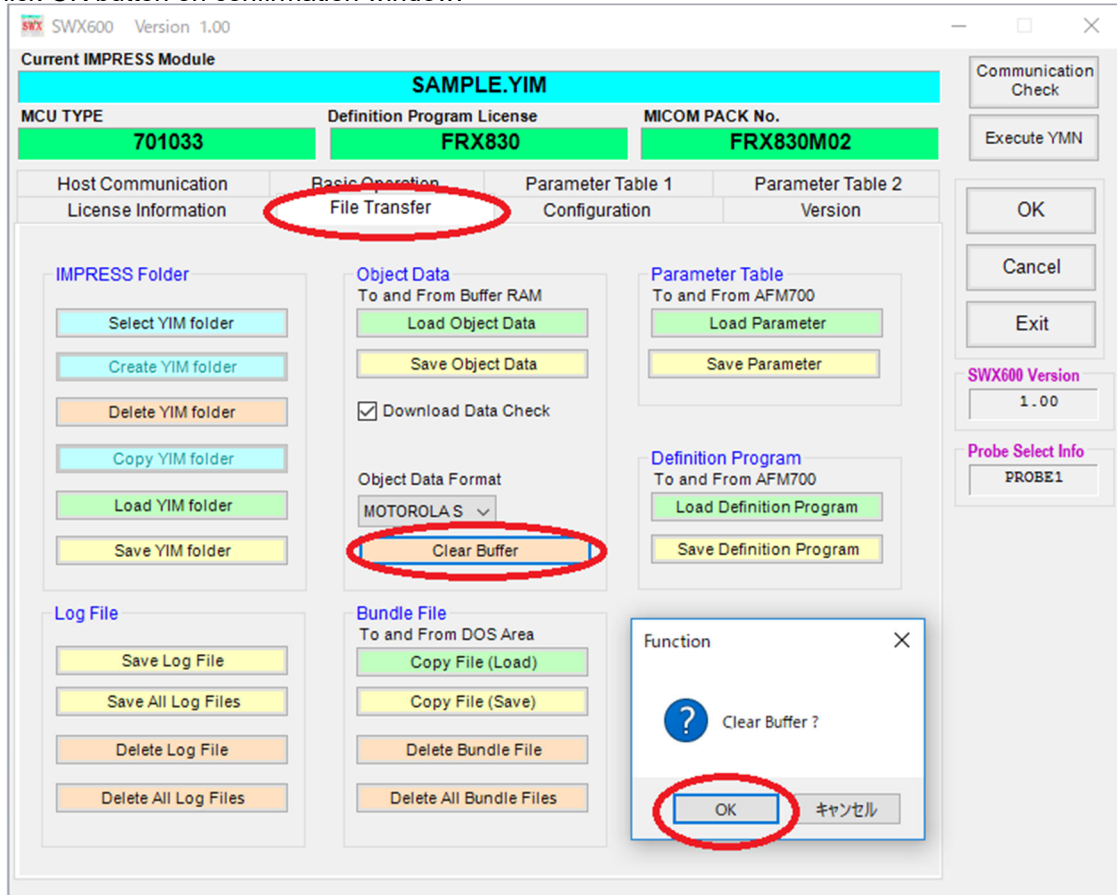 click OK button on confirmation window.
SWX SWX600 Version 1.00
Current IMPRESS Module
SAMPLE.YIM
MCU TYPE
Definition Program License
MICOM PACK No.
701033
FRX830
FRX830M02
Communication
Check
Execute YMN
Host Communication
Basic Operation
Parameter Table 1
Parameter Table 2
License Information
File Transfer
Configuration
Version
OK
Cancel
Exit
SWX600 Version
1.00
Probe Select Info
PROBE1
IMPRESS Folder
Select YIM folder
Create YIM folder
Delete YIM folder
Copy YIM folder
Load YIM folder
Save YIM folder
Object Data
To and From Buffer RAM
Load Object Data
Save Object Data
Download Data Check
Object Data Format
MOTOROLA S
Clear Buffer
Parameter Table
To and From AFM700
Load Parameter
Save Parameter
Definition Program
To and From AFM700
Load Definition Program
Save Definition Program
Log File
Save Log File
Save All Log Files
Delete Log File
Delete All Log Files
Bundle File
To and From DOS Area
Copy File (Load)
Copy File (Save)
Delete Bundle File
Delete All Bundle Files
Function
Clear Buffer ?
OK
キャンセル